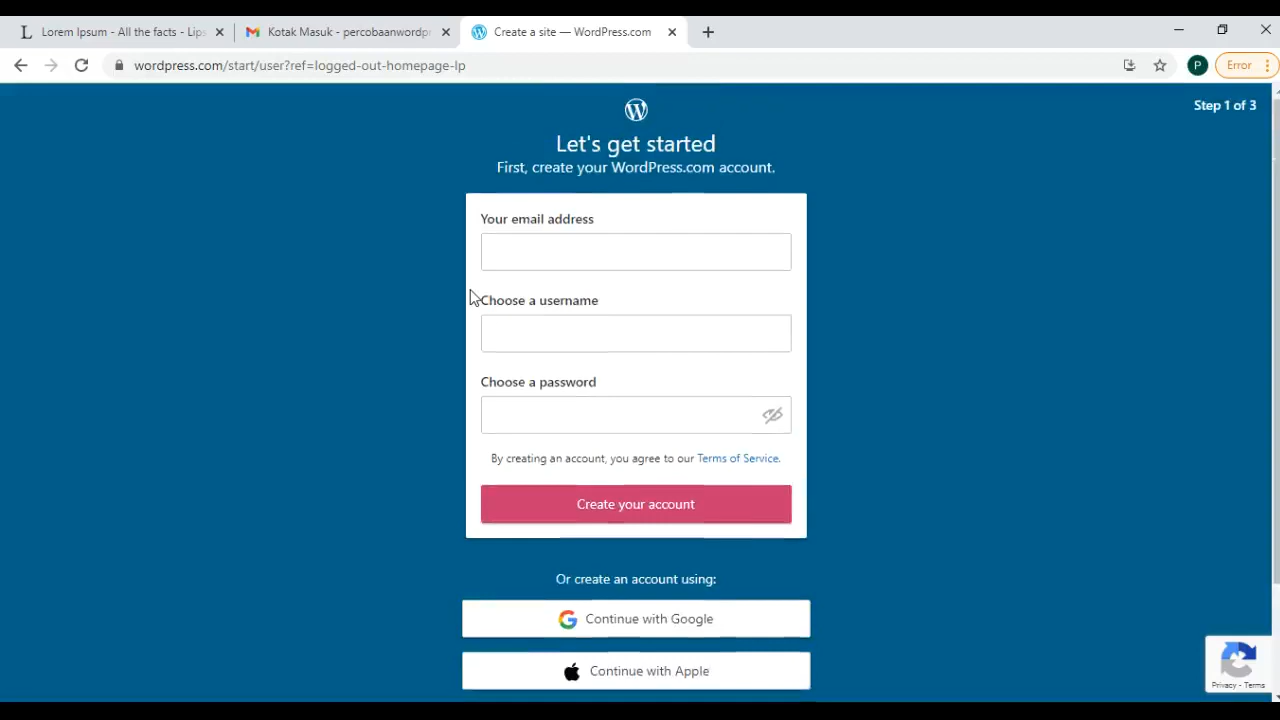 Lorem Ipsum - All the facts - Lips
Kotak Masuk - percobaanwordpr
Create a site — WordPress.com
wordpress.com/start/user?ref=logged-out-homepage-lp
P
Error
Step 1 of 3
Let's get started
First, create your WordPress.com account.
Your email address
Choose a username
Choose a password
By creating an account, you agree to our Terms of Service.
Create your account
Or create an account using:
Continue with Google
Continue with Apple
Privacy - Terms